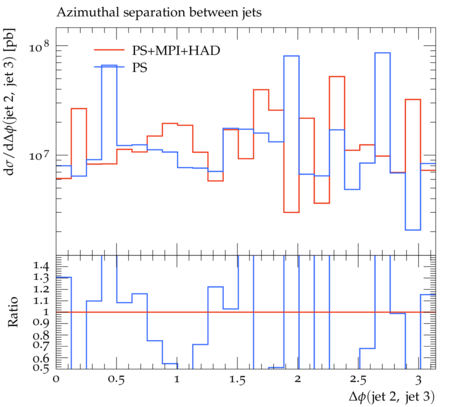 Azimuthal separation between jets
dσ/dΔϕ(jet 2, jet 3) [pb]
10⁸
10⁷
PS+MPI+HAD
PS
Ratio
1.4
1.3
1.2
1.1
1
0.9
0.8
0.7
0.6
0.5
0 0.5 1 1.5 2 2.5 3
Δϕ(jet 2, jet 3)